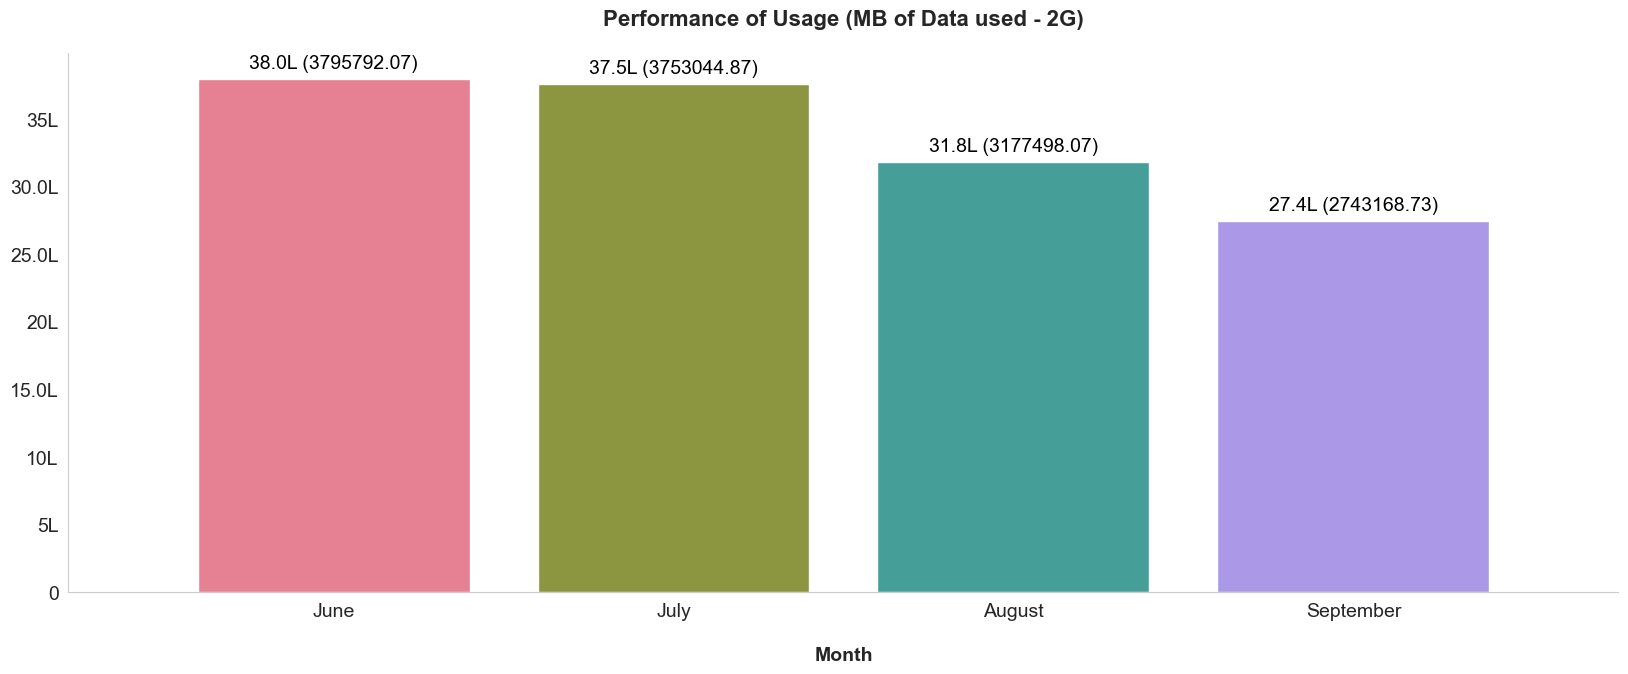 Performance of Usage (MB of Data used - 2G)
38.0L (3795792.07)
37.5L (3753044.87)
31.8L (3177498.07)
27.4L (2743168.73)
35L
30.0L
25.0L
20L
15.0L
10L
5L
0
June July August September
Month